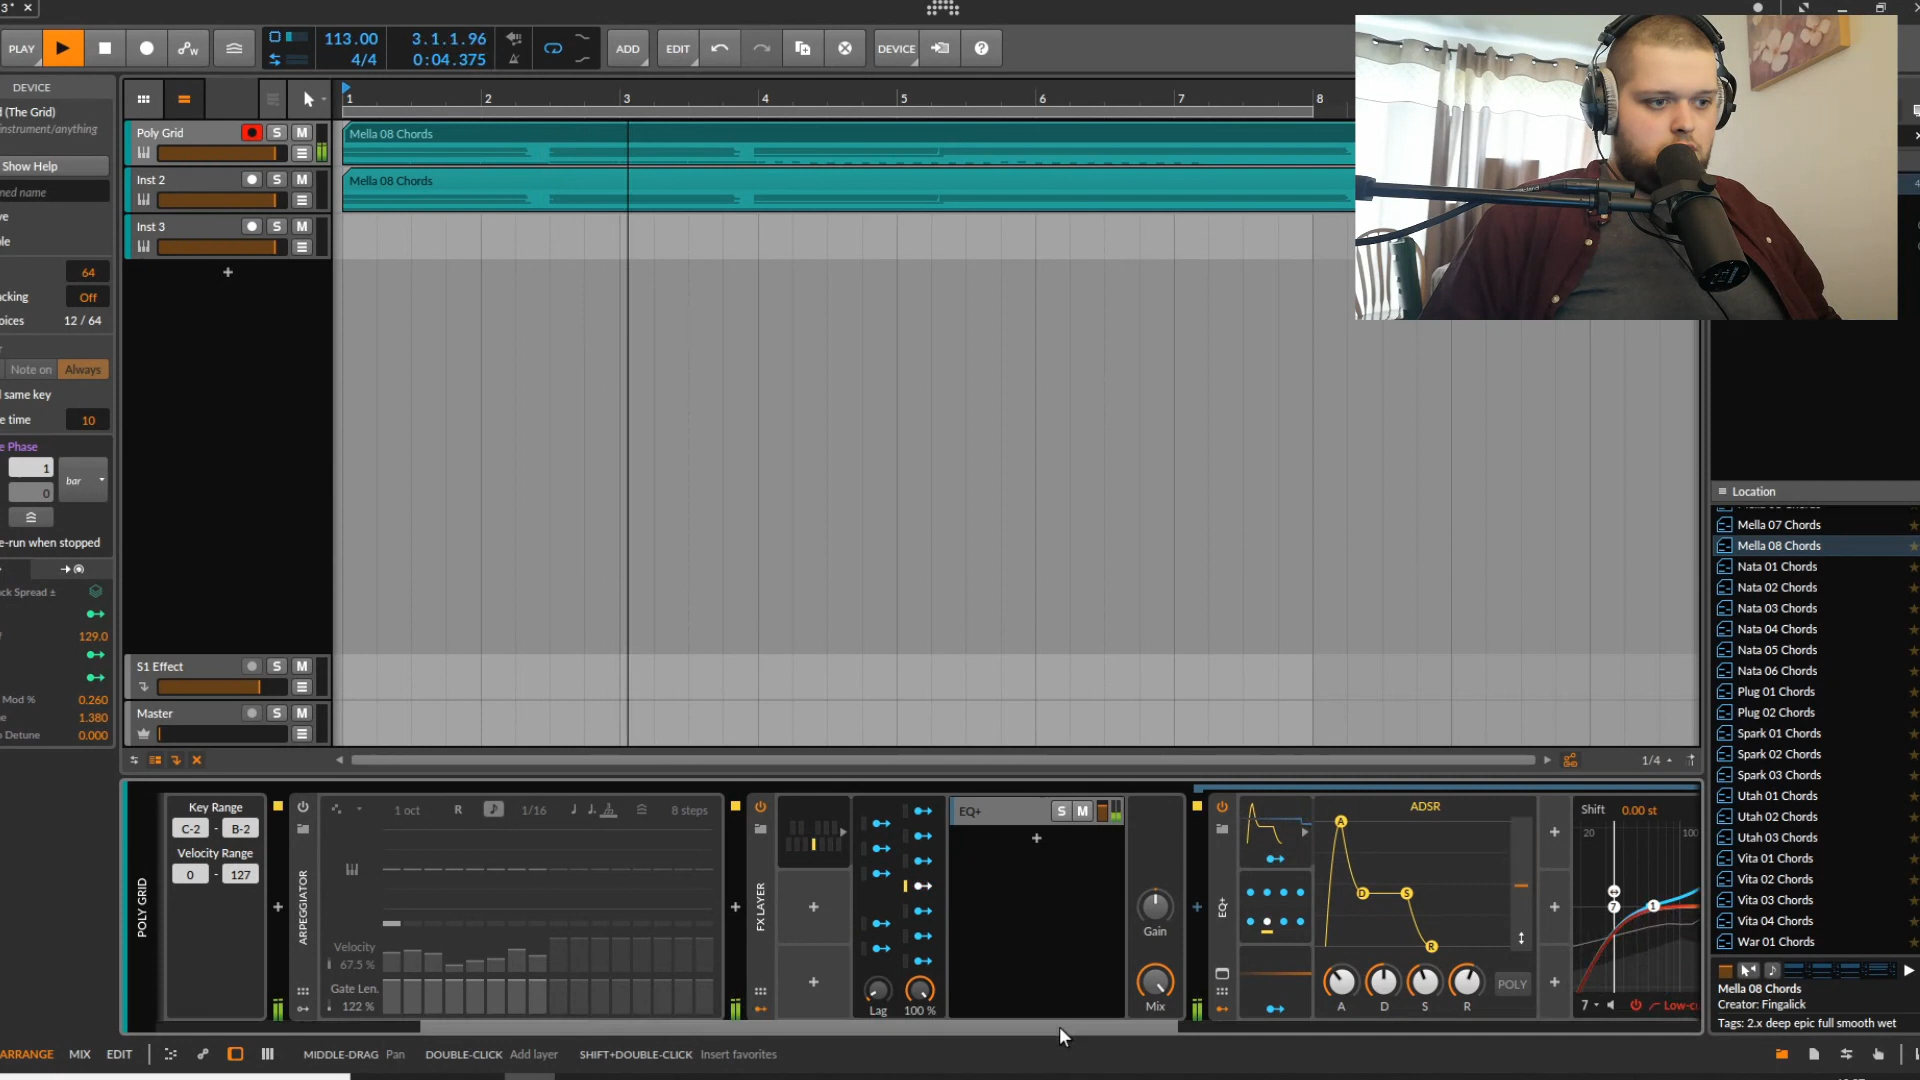 3*
PLAY
113.00
4/4
3.1.1.96
0:04.375
ADD
EDIT
DEVICE
DEVICE
1
2
3
4
5
6
7
8
d (The Grid)
instrument/anything
Show Help
ned name
ve
ble
64
cking
Off
oices
12 / 64
Note on
Always
l same key
e time
10
e Phase
1
0
bar
e-run when stopped
ck Spread ±
129.0
Mod %
0.260
e
1.380
o Detune
0.000
Poly Grid
S
M
Mella 08 Chords
Inst 2
S
M
Mella 08 Chords
Inst 3
S
M
+
S1 Effect
S
M
Master
S
M
1/4
Location
Mella 07 Chords
Mella 08 Chords
Nata 01 Chords
Nata 02 Chords
Nata 03 Chords
Nata 04 Chords
Nata 05 Chords
Nata 06 Chords
Plug 01 Chords
Plug 02 Chords
Spark 01 Chords
Spark 02 Chords
Spark 03 Chords
Utah 01 Chords
Utah 02 Chords
Utah 03 Chords
Vita 01 Chords
Vita 02 Chords
Vita 03 Chords
Vita 04 Chords
War 01 Chords
Mella 08 Chords
Creator: Fingalick
Tags: 2.x deep epic full smooth wet
POLY GRID
Key Range
C-2 - B-2
Velocity Range
0 - 127
ARPEGGIATOR
1 oct
R
1/16
8 steps
Velocity
67.5 %
Gate Len.
122 %
FX LAYER
Lag
100 %
EQ+
S
M
Gain
Mix
EQ+
ADSR
A
D
S
R
A
D
S
R
POLY
Shift
0.00 st
20
100
7
1
7
Low-c
ARRANGE
MIX
EDIT
MIDDLE-DRAG Pan
DOUBLE-CLICK Add layer
SHIFT+DOUBLE-CLICK Insert favorites